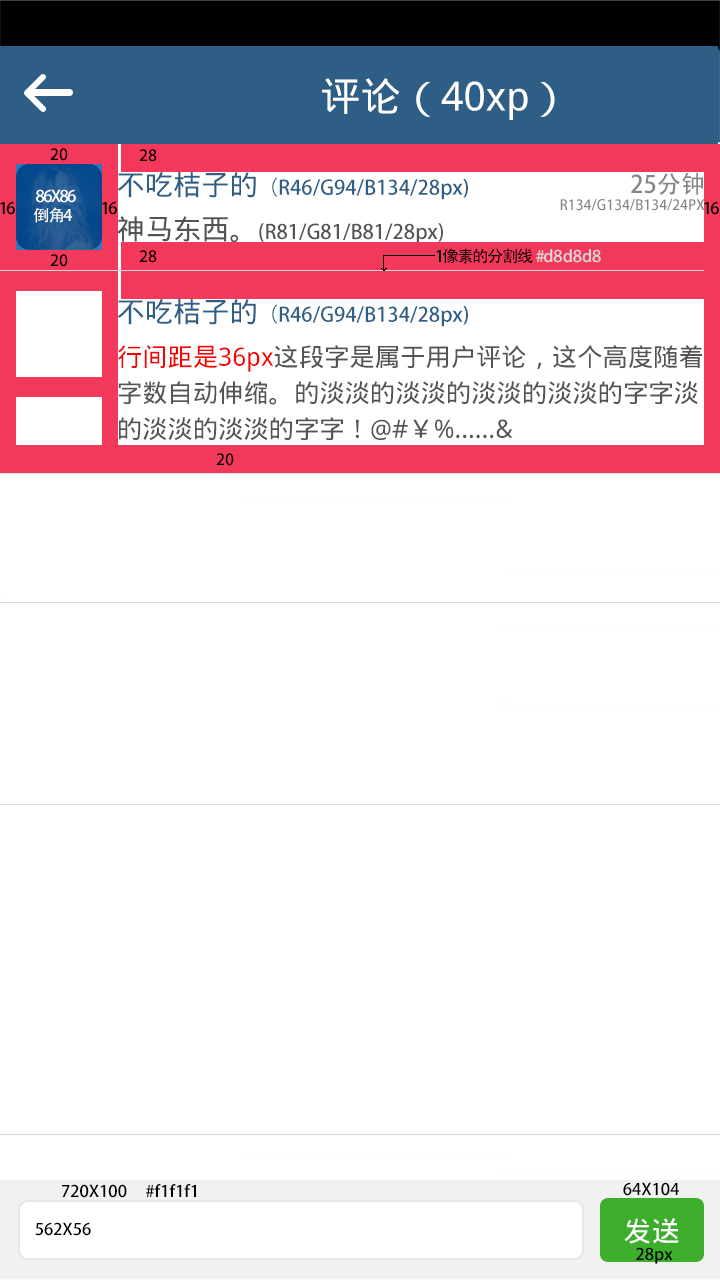 评论（40xp）
20
28
86X86
倒角4
16
16
16
不吃桔子的（R46/G94/B134/28px)
25分钟
R134/G134/B134/24PX
神马东西。(R81/G81/B81/28px)
20
28
1像素的分割线 #d8d8d8
不吃桔子的（R46/G94/B134/28px)
行间距是36px这段字是属于用户评论，这个高度随着
字数自动伸缩。的淡淡的淡淡的淡淡的淡淡的字字淡
的淡淡的淡淡的字字！@#￥%……&
20
720X100 #f1f1f1
64X104
562X56
发送
28px